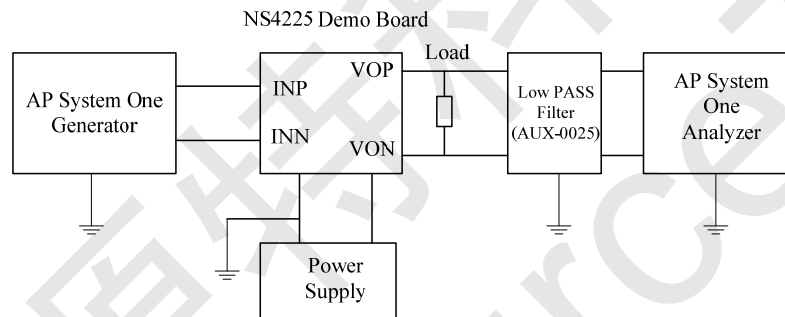 NS4225 Demo Board
AP System One
Generator
INP
INN
VOP
VON
Load
Low PASS
Filter
(AUX-0025)
AP System
One
Analyzer
Power
Supply